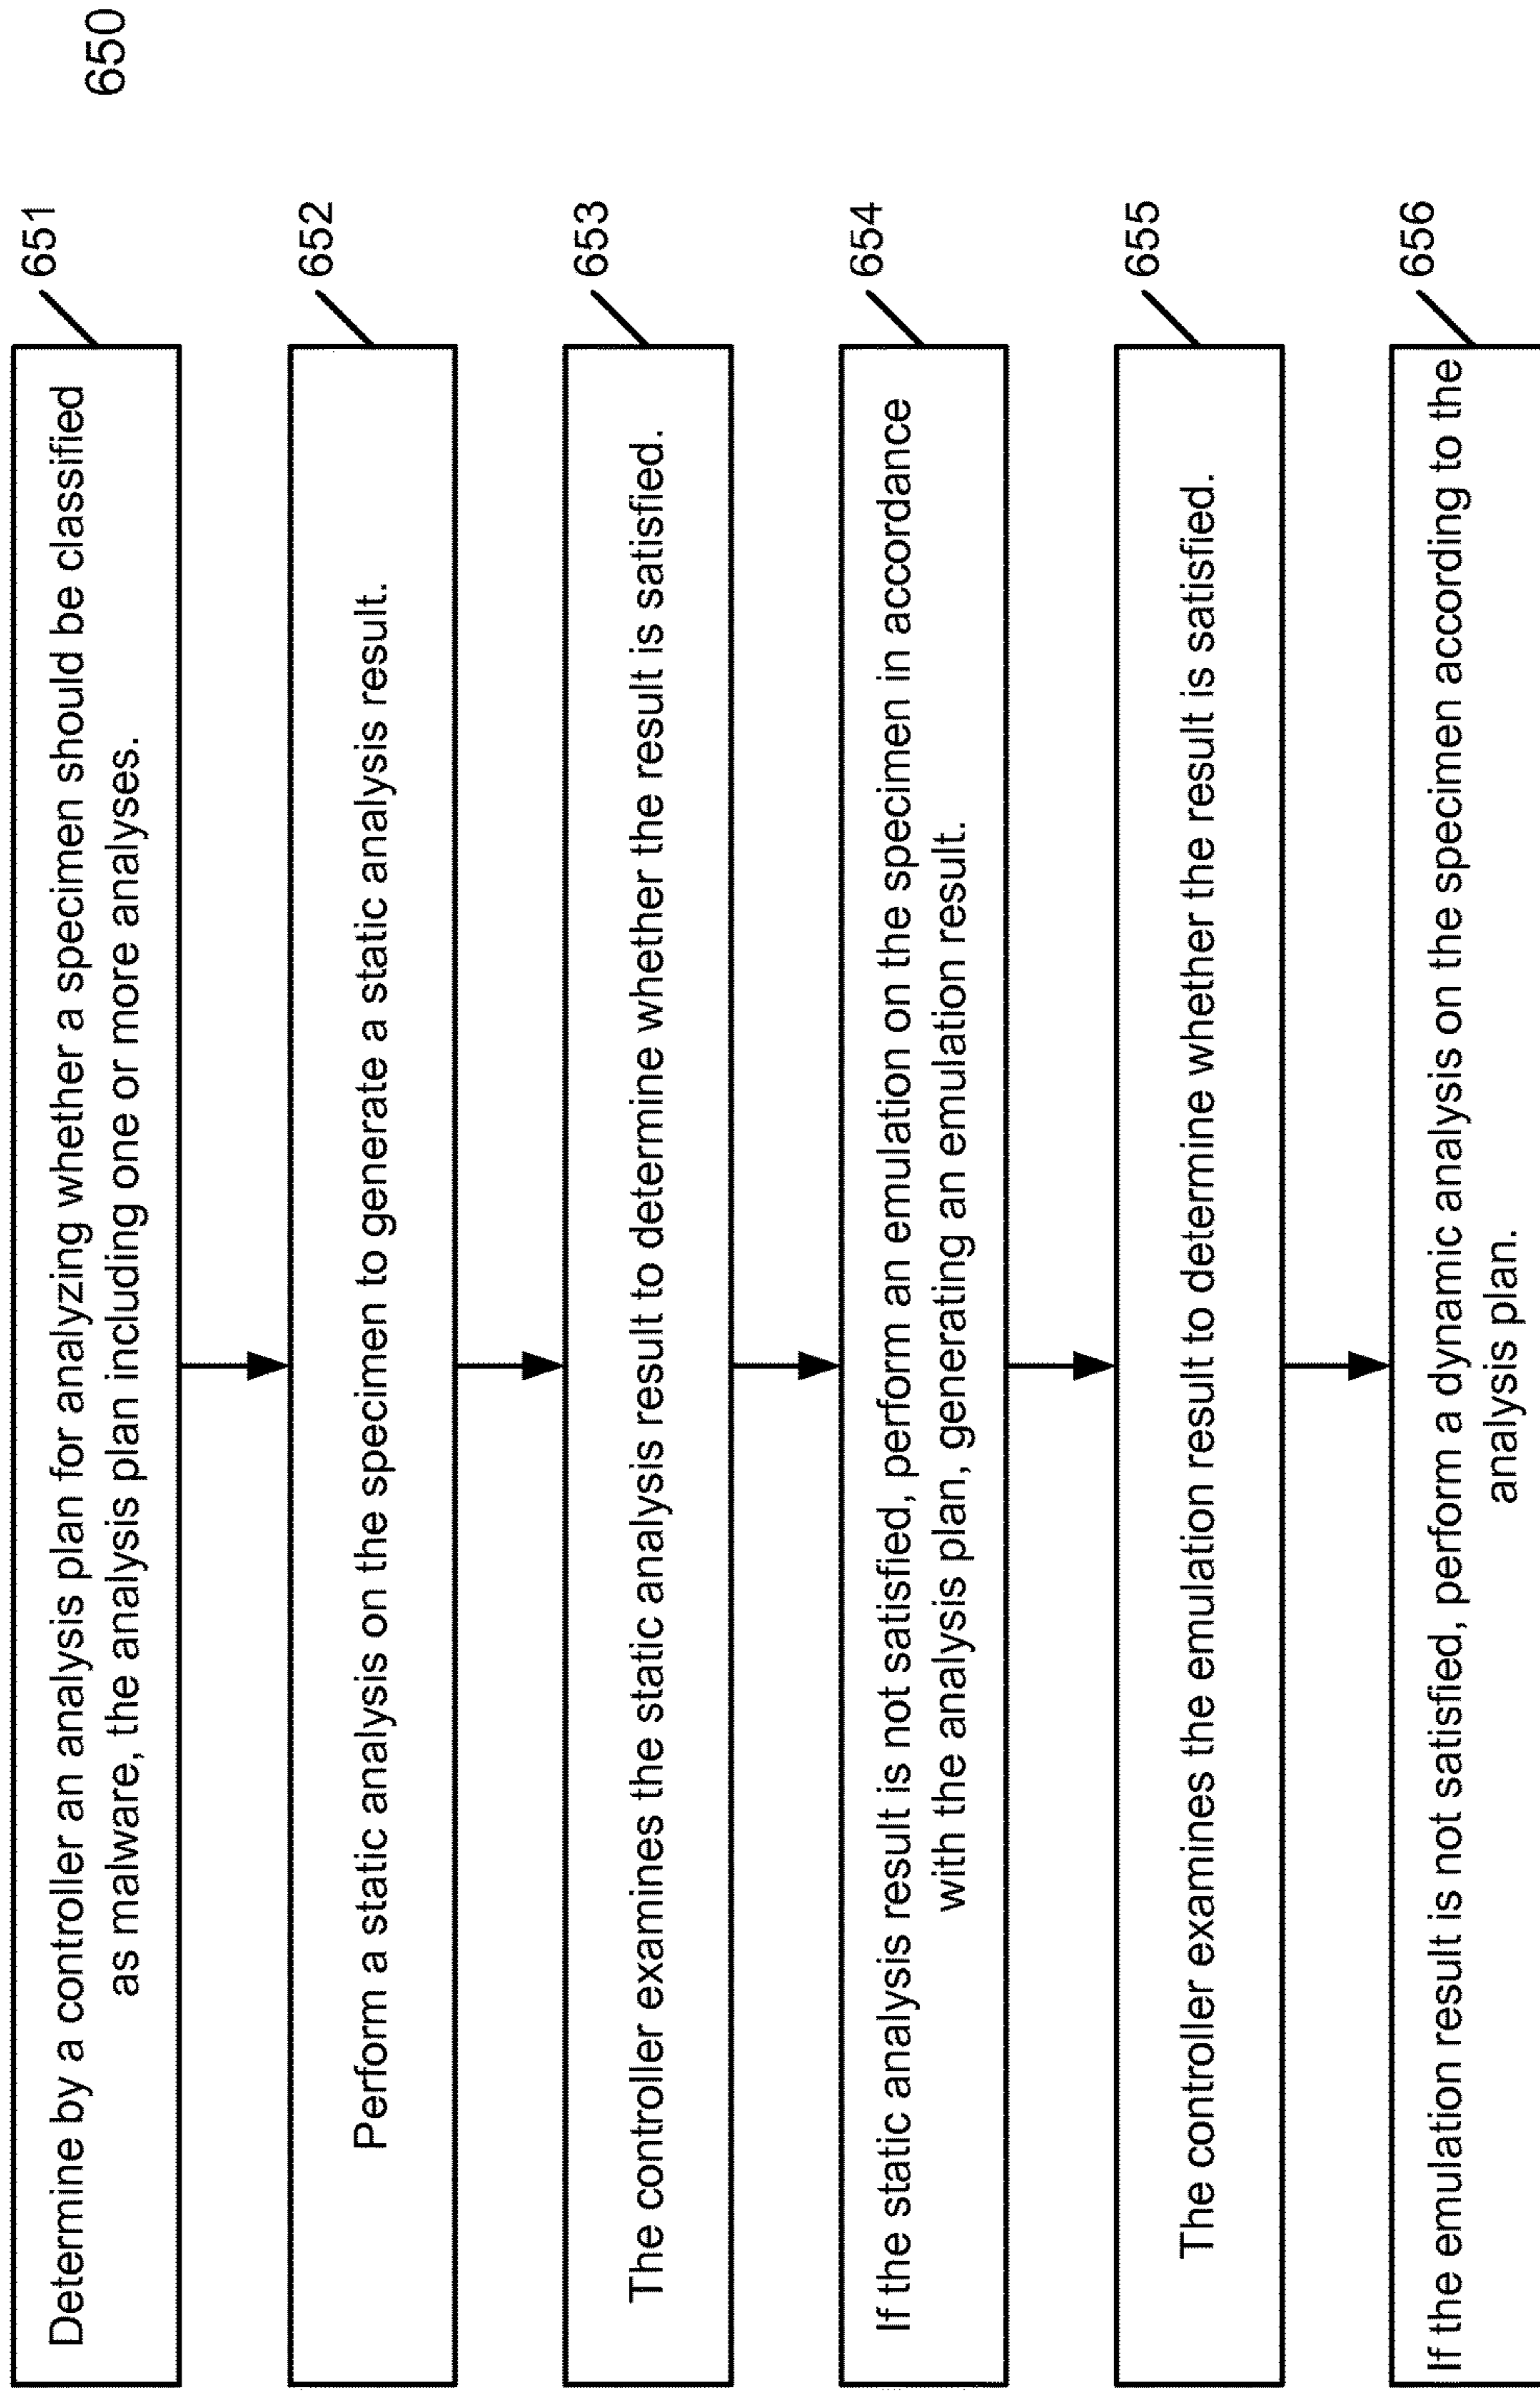 650
651
Determine by a controller an analysis plan for analyzing whether a specimen should be classified
as malware, the analysis plan including one or more analyses.
652
Perform a static analysis on the specimen to generate a static analysis result.
653
The controller examines the static analysis result to determine whether the result is satisfied.
654
If the static analysis result is not satisfied, perform an emulation on the specimen in accordance
with the analysis plan, generating an emulation result.
655
The controller examines the emulation result to determine whether the result is satisfied.
656
If the emulation result is not satisfied, perform a dynamic analysis on the specimen according to the
analysis plan.